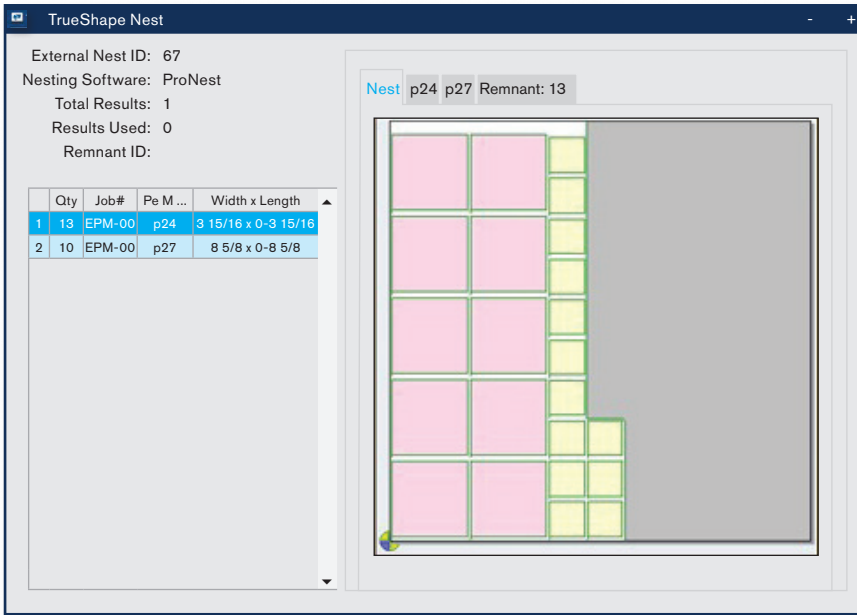 TrueShape Nest - +
External Nest ID: 67
Nesting Software: ProNest
Total Results: 1
Results Used: 0
Remnant ID:
Qty Job# Pe M ... Width x Length
1 13 EPM-00 p24 3 15/16 x 0-3 15/16
2 10 EPM-00 p27 8 5/8 x 0-8 5/8
Nest p24 p27 Remnant: 13